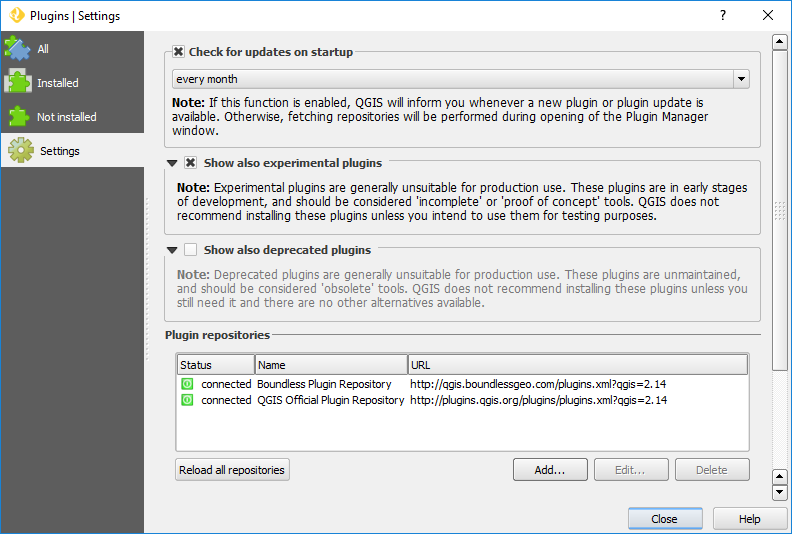 Plugins | Settings
?
All
Installed
Not installed
Settings
Check for updates on startup
every month
Note: If this function is enabled, QGIS will inform you whenever a new plugin or plugin update is
available. Otherwise, fetching repositories will be performed during opening of the Plugin Manager
window.
Show also experimental plugins
Note: Experimental plugins are generally unsuitable for production use. These plugins are in early stages
of development, and should be considered 'incomplete' or 'proof of concept' tools. QGIS does not
recommend installing these plugins unless you intend to use them for testing purposes.
Show also deprecated plugins
Note: Deprecated plugins are generally unsuitable for production use. These plugins are unmaintained,
and should be considered 'obsolete' tools. QGIS does not recommend installing these plugins unless you
still need it and there are no other alternatives available.
Plugin repositories
Status Name URL
connected Boundless Plugin Repository http://qgis.boundlessgeo.com/plugins.xml?qgis=2.14
connected QGIS Official Plugin Repository http://plugins.qgis.org/plugins/plugins.xml?qgis=2.14
Reload all repositories Add... Edit... Delete
Close Help